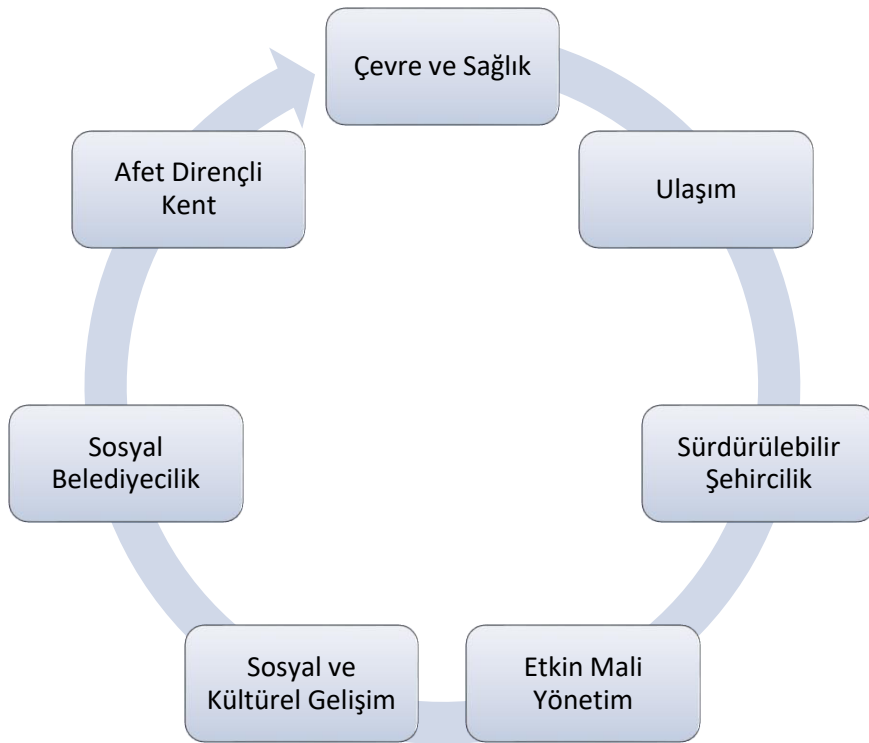 Çevre ve Sağlık
Ulaşım
Sürdürülebilir
Şehircilik
Etkin Mali
Yönetim
Sosyal ve
Kültürel Gelişim
Sosyal
Belediyecilik
Afet Dirençli
Kent